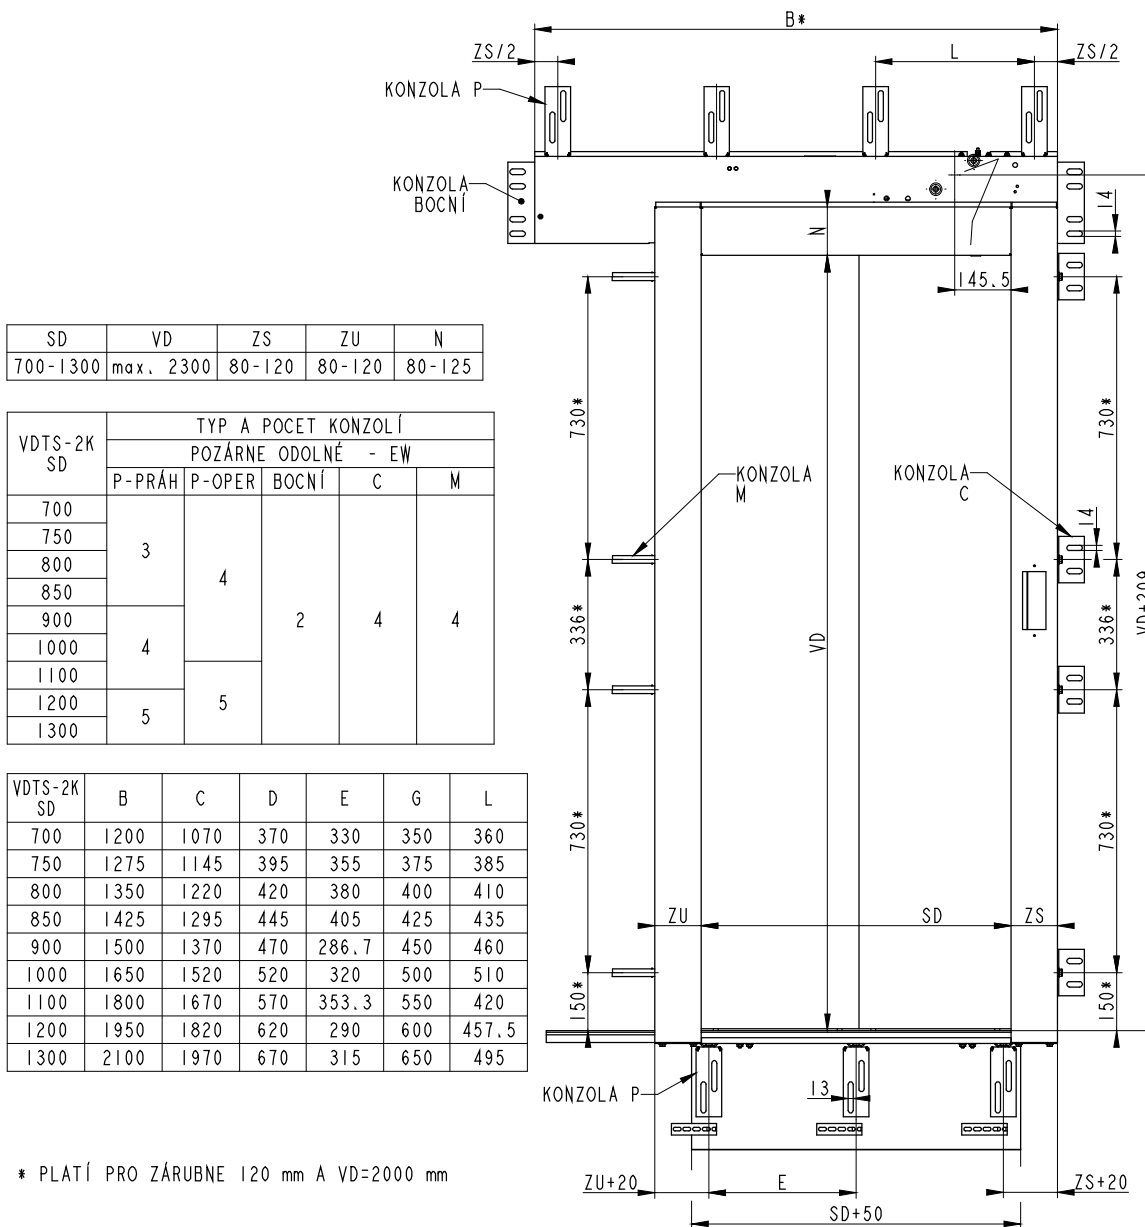 B*
ZS/2
L
ZS/2
KONZOLA P
KONZOLA
BOCNÍ
14
N
145.5
SD VD ZS ZU N
700-1300 max. 2300 80-120 80-120 80-125
VDTS-2K
SD
TYP A POCET KONZOLÍ
POZÁRNE ODOLNÉ - EW
P-PRÁH P-OPER BOCNÍ C M
700
750
800
850
900
1000
1100
1200
1300
3
4
5
4
5
2
4
4
730*
730*
KONZOLA
M
KONZOLA
C
14
336*
336*
VD
VD+209
730*
730*
ZU
SD
ZS
150*
150*
VDTS-2K
SD B C D E G L
700 1200 1070 370 330 350 360
750 1275 1145 395 355 375 385
800 1350 1220 420 380 400 410
850 1425 1295 445 405 425 435
900 1500 1370 470 286.7 450 460
1000 1650 1520 520 320 500 510
1100 1800 1670 570 353.3 550 420
1200 1950 1820 620 290 600 457.5
1300 2100 1970 670 315 650 495
KONZOLA P
13
* PLATÍ PRO ZÁRUBNE 120 mm A VD=2000 mm
ZU+20
E
ZS+20
SD+50